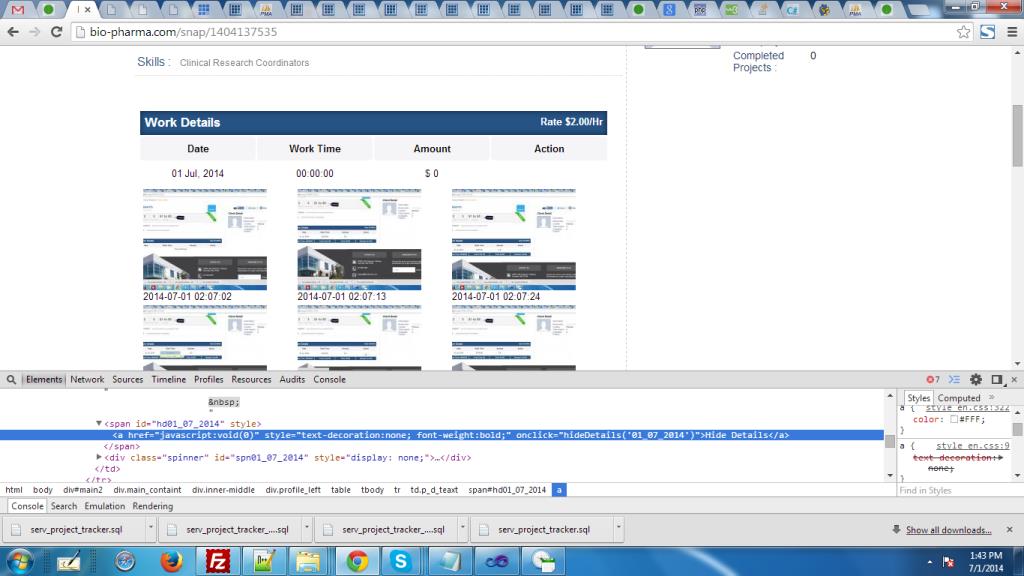 bio-pharma.com/snap/1404137535
Skills : Clinical Research Coordinators
Completed Projects : 0
Work Details Rate $2.00/Hr
Date Work Time Amount Action
01 Jul, 2014 00:00:00 $ 0
2014-07-01 02:07:02 2014-07-01 02:07:13 2014-07-01 02:07:24
Elements Network Sources Timeline Profiles Resources Audits Console 7
"
&nbsp;
"
<span id="hd01_07_2014" style>
<a href="javascript:void(0)" style="text-decoration:none; font-weight:bold;" onclick="hideDetails('01_07_2014')">Hide Details</a>
</span>
<div class="spinner" id="spn01_07_2014" style="display: none;">…</div>
</td>
</tr>
Styles Computed »
a { style_en.css:322
color: #FFF;
}
a { style_en.css:9
text-decoration:
none;
}
Find in Styles
html body div#main2 div.main_containt div.inner-middle div.profile_left table tbody tr td.p_d_teaxt span#hd01_07_2014 a
Console Search Emulation Rendering
serv_project_tracker.sql serv_project_tracker_....sql serv_project_tracker_....sql serv_project_tracker.sql Show all downloads...
1:43 PM
7/1/2014